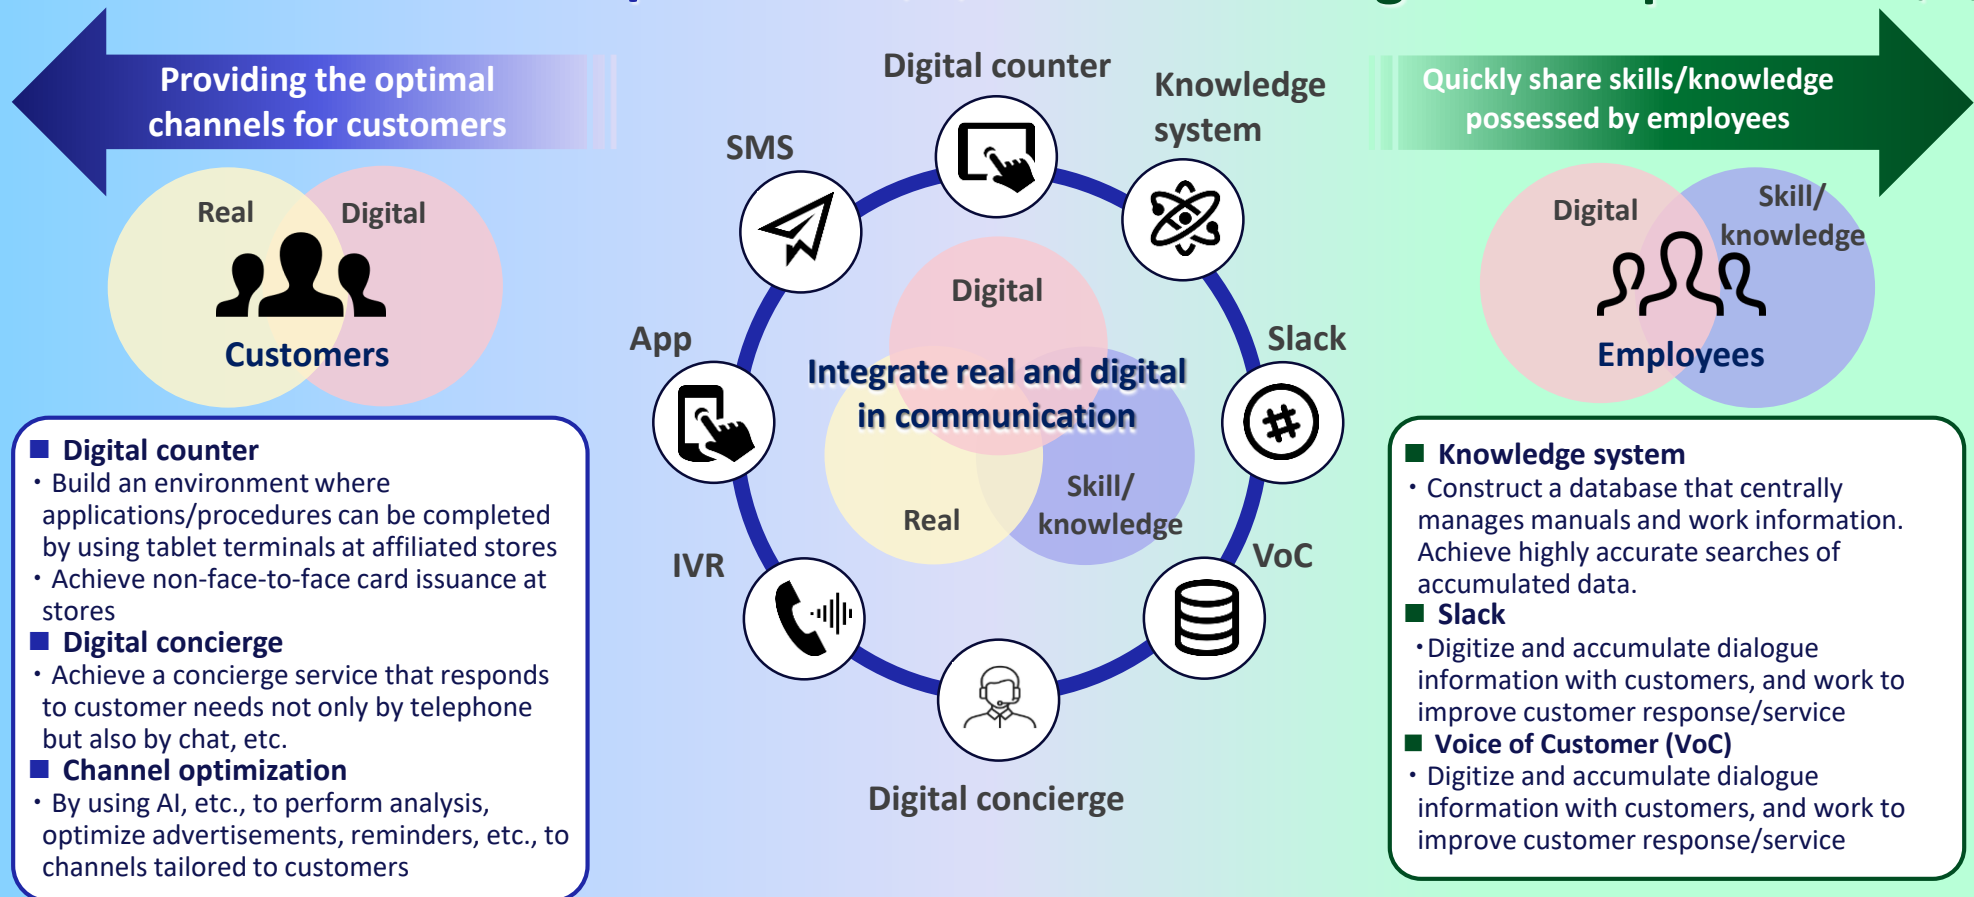 Providing the optimal
channels for customers
Real
Digital
Customers
■ Digital counter
・Build an environment where
applications/procedures can be completed
by using tablet terminals at affiliated stores
・Achieve non-face-to-face card issuance at
stores
■ Digital concierge
・Achieve a concierge service that responds
to customer needs not only by telephone
but also by chat, etc.
■ Channel optimization
・By using AI, etc., to perform analysis,
optimize advertisements, reminders, etc., to
channels tailored to customers
Digital counter
Knowledge
system
SMS
App
Slack
IVR
VoC
Digital concierge
Digital
Integrate real and digital
in communication
Real
Skill/
knowledge
Quickly share skills/knowledge
possessed by employees
Digital
Skill/
knowledge
Employees
■ Knowledge system
・Construct a database that centrally
manages manuals and work information.
Achieve highly accurate searches of
accumulated data.
■ Slack
・Digitize and accumulate dialogue
information with customers, and work to
improve customer response/service
■ Voice of Customer (VoC)
・Digitize and accumulate dialogue
information with customers, and work to
improve customer response/service